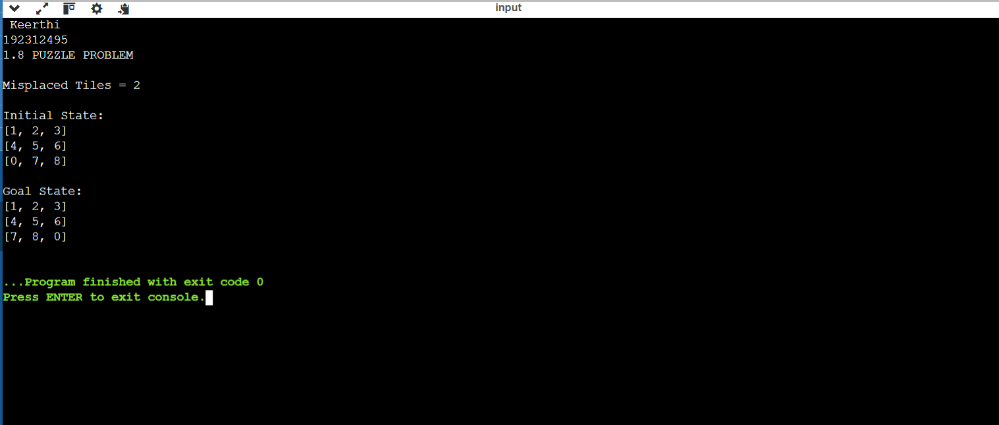 input
Keerthi
192312495
1.8 PUZZLE PROBLEM
Misplaced Tiles = 2
Initial State:
[1, 2, 3]
[4, 5, 6]
[0, 7, 8]
Goal State:
[1, 2, 3]
[4, 5, 6]
[7, 8, 0]
...Program finished with exit code 0
Press ENTER to exit console.